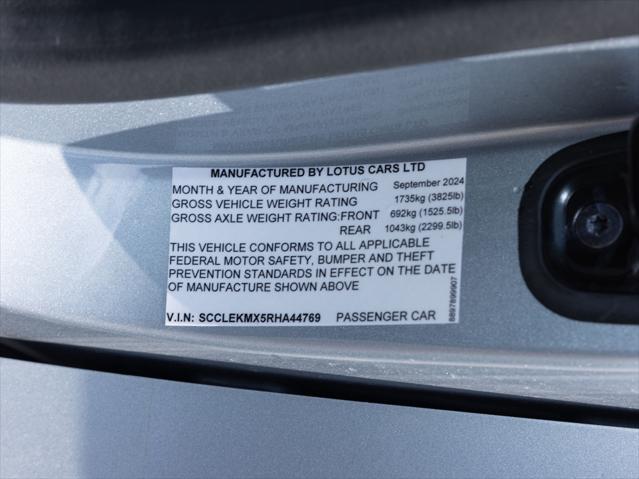 MANUFACTURED BY LOTUS CARS LTD
MONTH & YEAR OF MANUFACTURING September 2024
GROSS VEHICLE WEIGHT RATING 1735kg (3825lb)
GROSS AXLE WEIGHT RATING:FRONT 692kg (1525.5lb)
REAR 1043kg (2299.5lb)
THIS VEHICLE CONFORMS TO ALL APPLICABLE
FEDERAL MOTOR SAFETY, BUMPER AND THEFT
PREVENTION STANDARDS IN EFFECT ON THE DATE
OF MANUFACTURE SHOWN ABOVE
V.I.N: SCCLEKMX5RHA44769 PASSENGER CAR
8897899907